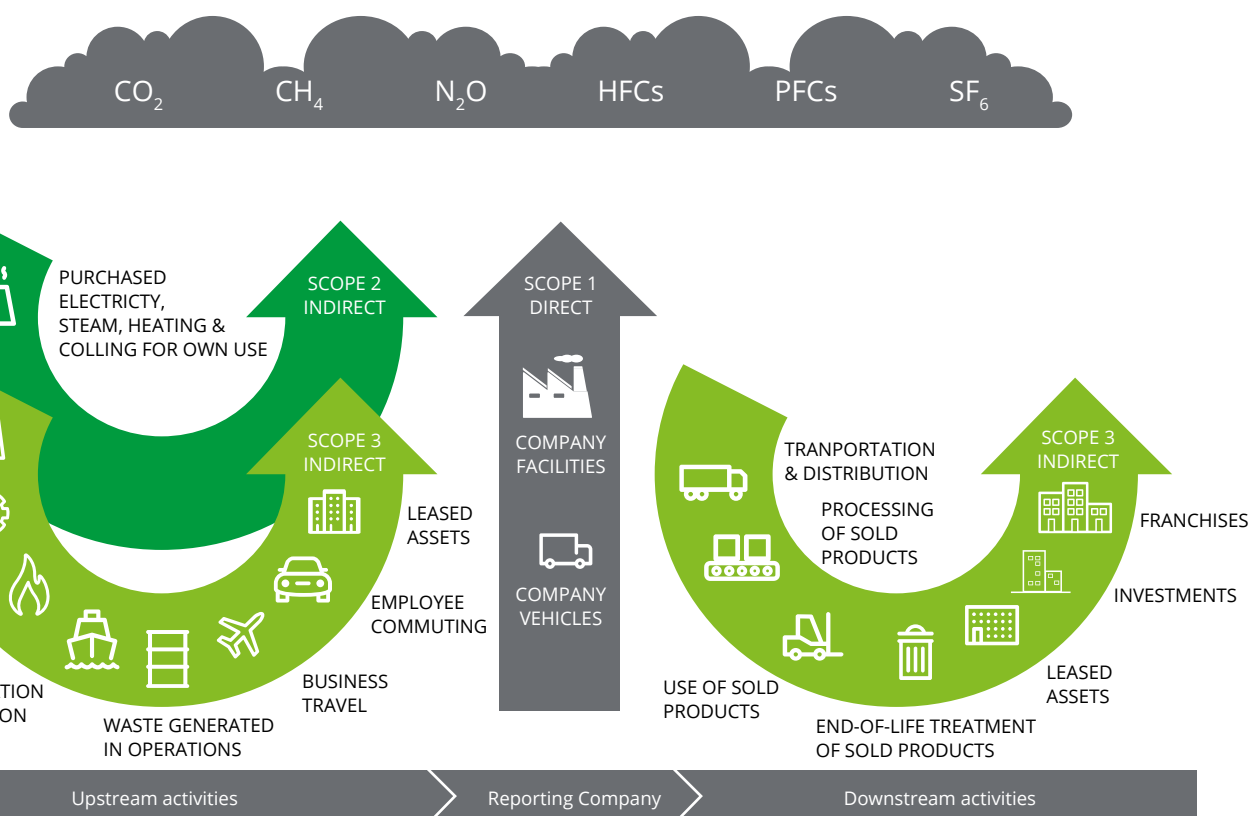 CO2
CH4
N2O
HFCs
PFCs
SF6
PURCHASED
ELECTRICTY,
STEAM, HEATING &
COLLING FOR OWN USE
SCOPE 2
INDIRECT
SCOPE 3
INDIRECT
LEASED
ASSETS
EMPLOYEE
COMMUTING
BUSINESS
TRAVEL
WASTE GENERATED
IN OPERATIONS
TION
ON
SCOPE 1
DIRECT
COMPANY
FACILITIES
COMPANY
VEHICLES
TRANPORTATION
& DISTRIBUTION
PROCESSING
OF SOLD
PRODUCTS
USE OF SOLD
PRODUCTS
END-OF-LIFE TREATMENT
OF SOLD PRODUCTS
LEASED
ASSETS
INVESTMENTS
FRANCHISES
SCOPE 3
INDIRECT
Upstream activities
Reporting Company
Downstream activities